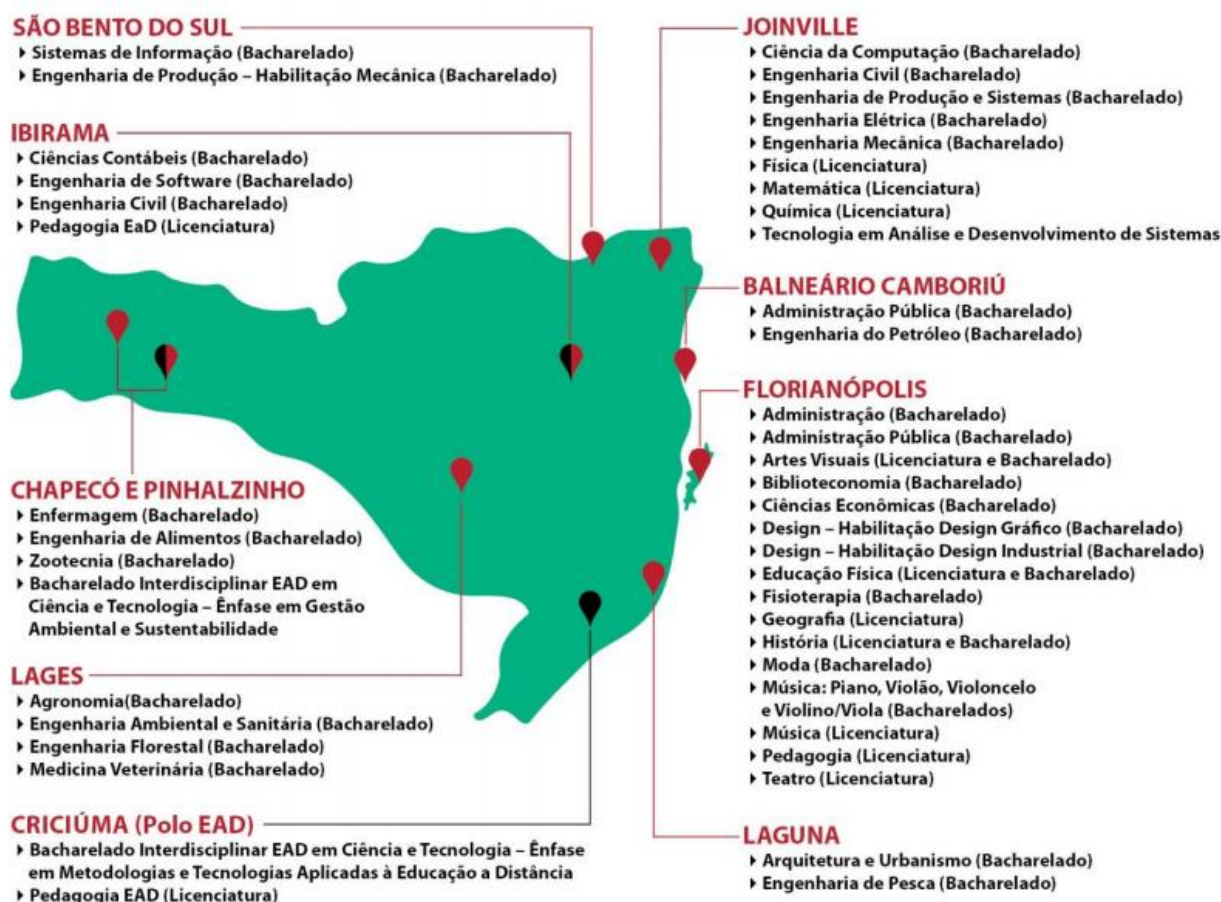 SÃO BENTO DO SUL
Sistemas de Informação (Bacharelado)
Engenharia de Produção – Habilitação Mecânica (Bacharelado)
IBIRAMA
Ciências Contábeis (Bacharelado)
Engenharia de Software (Bacharelado)
Engenharia Civil (Bacharelado)
Pedagogia EaD (Licenciatura)
CHAPECÓ E PINHALZINHO
Enfermagem (Bacharelado)
Engenharia de Alimentos (Bacharelado)
Zootecnia (Bacharelado)
Bacharelado Interdisciplinar EAD em
Ciência e Tecnologia – Ênfase em Gestão
Ambiental e Sustentabilidade
LAGES
Agronomia(Bacharelado)
Engenharia Ambiental e Sanitária (Bacharelado)
Engenharia Florestal (Bacharelado)
Medicina Veterinária (Bacharelado)
CRICIÚMA (Polo EAD)
Bacharelado Interdisciplinar EAD em Ciência e Tecnologia – Ênfase
em Metodologias e Tecnologias Aplicadas à Educação a Distância
Pedagogia EAD (Licenciatura)
JOINVILLE
Ciência da Computação (Bacharelado)
Engenharia Civil (Bacharelado)
Engenharia de Produção e Sistemas (Bacharelado)
Engenharia Elétrica (Bacharelado)
Engenharia Mecânica (Bacharelado)
Física (Licenciatura)
Matemática (Licenciatura)
Química (Licenciatura)
Tecnologia em Análise e Desenvolvimento de Sistemas
BALNEÁRIO CAMBORIÚ
Administração Pública (Bacharelado)
Engenharia do Petróleo (Bacharelado)
FLORIANÓPOLIS
Administração (Bacharelado)
Administração Pública (Bacharelado)
Artes Visuais (Licenciatura e Bacharelado)
Biblioteconomia (Bacharelado)
Ciências Econômicas (Bacharelado)
Design – Habilitação Design Gráfico (Bacharelado)
Design – Habilitação Design Industrial (Bacharelado)
Educação Física (Licenciatura e Bacharelado)
Fisioterapia (Bacharelado)
Geografia (Licenciatura)
História (Licenciatura e Bacharelado)
Moda (Bacharelado)
Música: Piano, Violão, Violoncelo
e Violino/Viola (Bacharelados)
Música (Licenciatura)
Pedagogia (Licenciatura)
Teatro (Licenciatura)
LAGUNA
Arquitetura e Urbanismo (Bacharelado)
Engenharia de Pesca (Bacharelado)